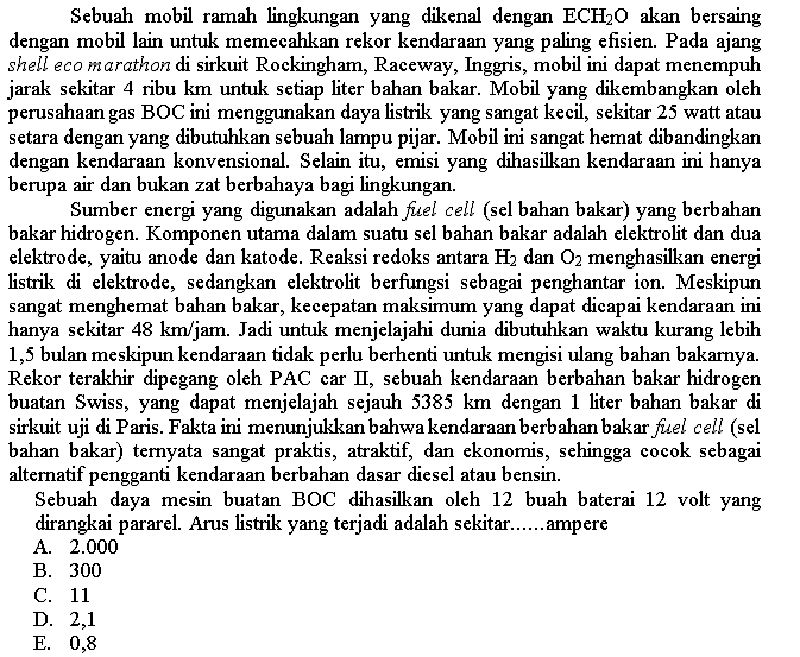 Sebuah mobil ramah lingkungan yang dikenal dengan ECH₂O akan bersaing
dengan mobil lain untuk memecahkan rekor kendaraan yang paling efisien. Pada ajang
shell eco marathon di sirkuit Rockingham, Raceway, Inggris, mobil ini dapat menempuh
jarak sekitar 4 ribu km untuk setiap liter bahan bakar. Mobil yang dikembangkan oleh
perusahaan gas BOC ini menggunakan daya listrik yang sangat kecil, sekitar 25 watt atau
setara dengan yang dibutuhkan sebuah lampu pijar. Mobil ini sangat hemat dibandingkan
dengan kendaraan konvensional. Selain itu, emisi yang dihasilkan kendaraan ini hanya
berupa air dan bukan zat berbahaya bagi lingkungan.
Sumber energi yang digunakan adalah fuel cell (sel bahan bakar) yang berbahan
bakar hidrogen. Komponen utama dalam suatu sel bahan bakar adalah elektrolit dan dua
elektrode, yaitu anode dan katode. Reaksi redoks antara H₂ dan O₂ menghasilkan energi
listrik di elektrode, sedangkan elektrolit berfungsi sebagai penghantar ion. Meskipun
sangat menghemat bahan bakar, kecepatan maksimum yang dapat dicapai kendaraan ini
hanya sekitar 48 km/jam. Jadi untuk menjelajahi dunia dibutuhkan waktu kurang lebih
1,5 bulan meskipun kendaraan tidak perlu berhenti untuk mengisi ulang bahan bakarnya.
Rekor terakhir dipegang oleh PAC car II, sebuah kendaraan berbahan bakar hidrogen
buatan Swiss, yang dapat menjelajah sejauh 5385 km dengan 1 liter bahan bakar di
sirkuit uji di Paris. Fakta ini menunjukkan bahwa kendaraan berbahan bakar fuel cell (sel
bahan bakar) ternyata sangat praktis, atraktif, dan ekonomis, sehingga cocok sebagai
alternatif pengganti kendaraan berbahan dasar diesel atau bensin.
Sebuah daya mesin buatan BOC dihasilkan oleh 12 buah baterai 12 volt yang
dirangkai pararel. Arus listrik yang terjadi adalah sekitar......ampere
A. 2.000
B. 300
C. 11
D. 2,1
E. 0,8